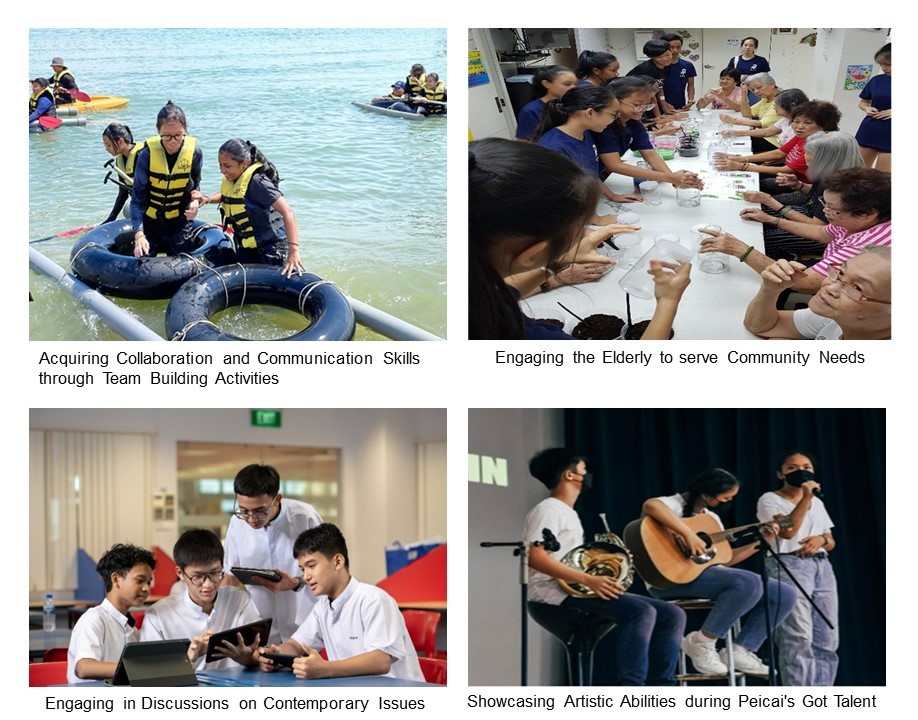 Acquiring Collaboration and Communication Skills
through Team Building Activities
Engaging the Elderly to serve Community Needs
EXIT
IN
Engaging in Discussions on Contemporary Issues
Showcasing Artistic Abilities during Peicai's Got Talent